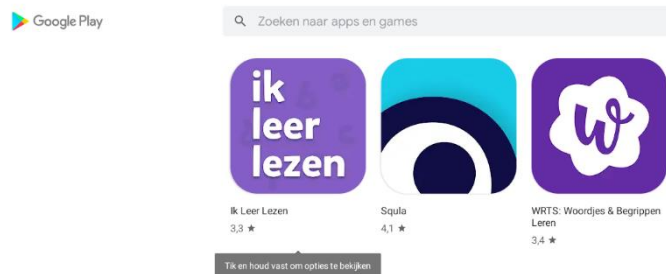 Google Play
Zoeken naar apps en games
ik
leer
lezen
w
Ik Leer Lezen
3,3 ★
Squla
4,1 ★
WRTS: Woordjes & Begrippen
Leren
3,4 ★
Tik en houd vast om opties te bekijken